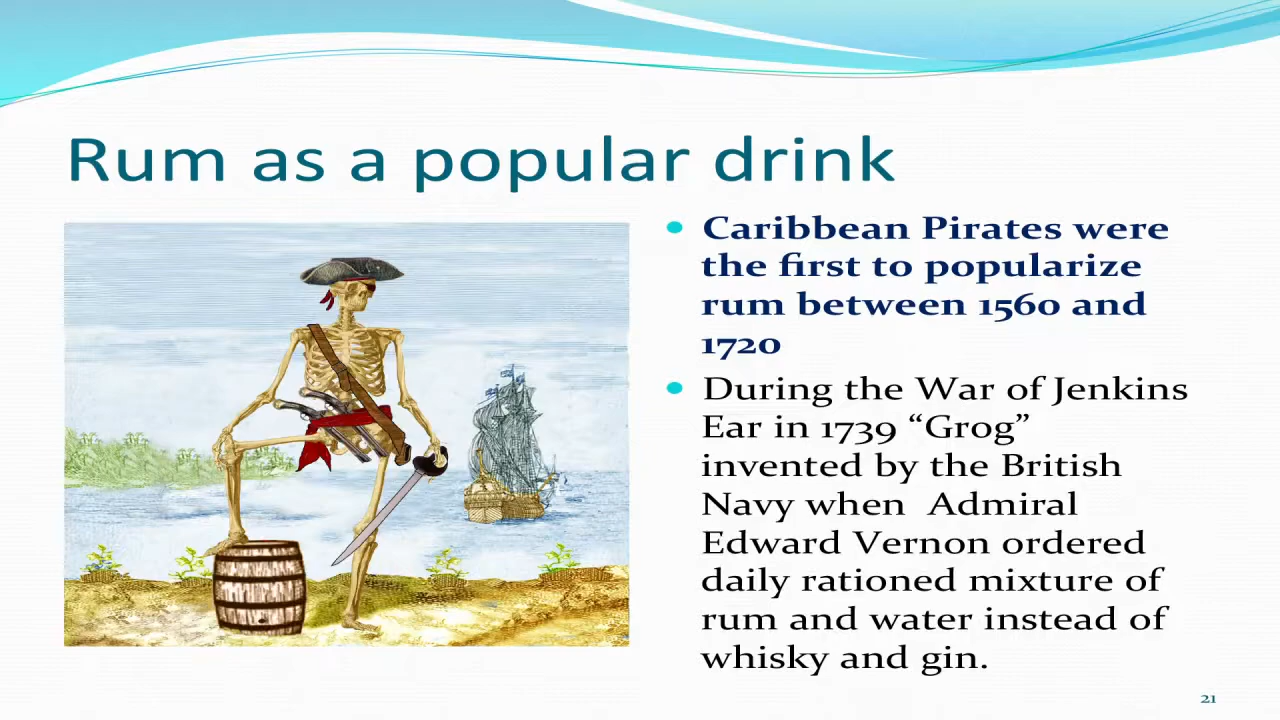 Rum as a popular drink
Caribbean Pirates were
the first to popularize
rum between 1560 and
1720
During the War of Jenkins
Ear in 1739 “Grog”
invented by the British
Navy when Admiral
Edward Vernon ordered
daily rationed mixture of
rum and water instead of
whisky and gin.
21